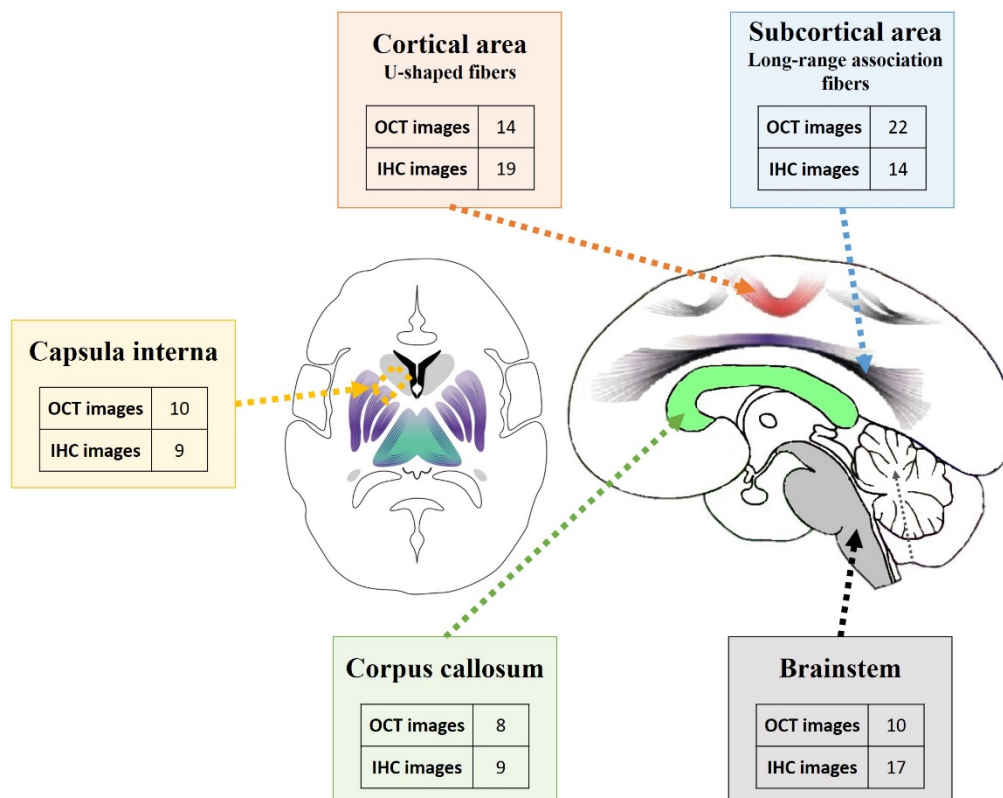 Cortical area
U-shaped fibers
OCT images 14
IHC images 19
Subcortical area
Long-range association
fibers
OCT images 22
IHC images 14
Capsula interna
OCT images 10
IHC images 9
Corpus callosum
OCT images 8
IHC images 9
Brainstem
OCT images 10
IHC images 17